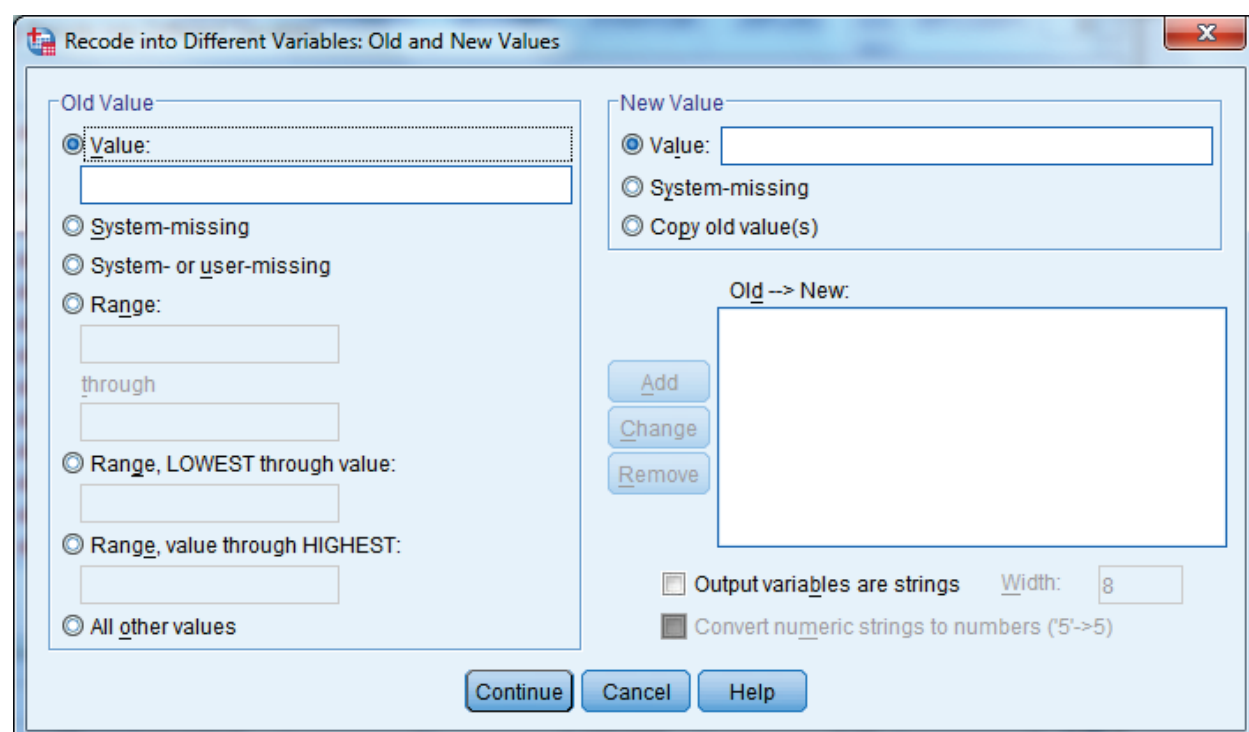 Recode into Different Variables: Old and New Values
Old Value
Value:
System-missing
System- or user-missing
Range:
through
Range, LOWEST through value:
Range, value through HIGHEST:
All other values
New Value
Value:
System-missing
Copy old value(s)
Old --> New:
Add
Change
Remove
Output variables are strings Width: 8
Convert numeric strings to numbers ('5'->5)
Continue Cancel Help